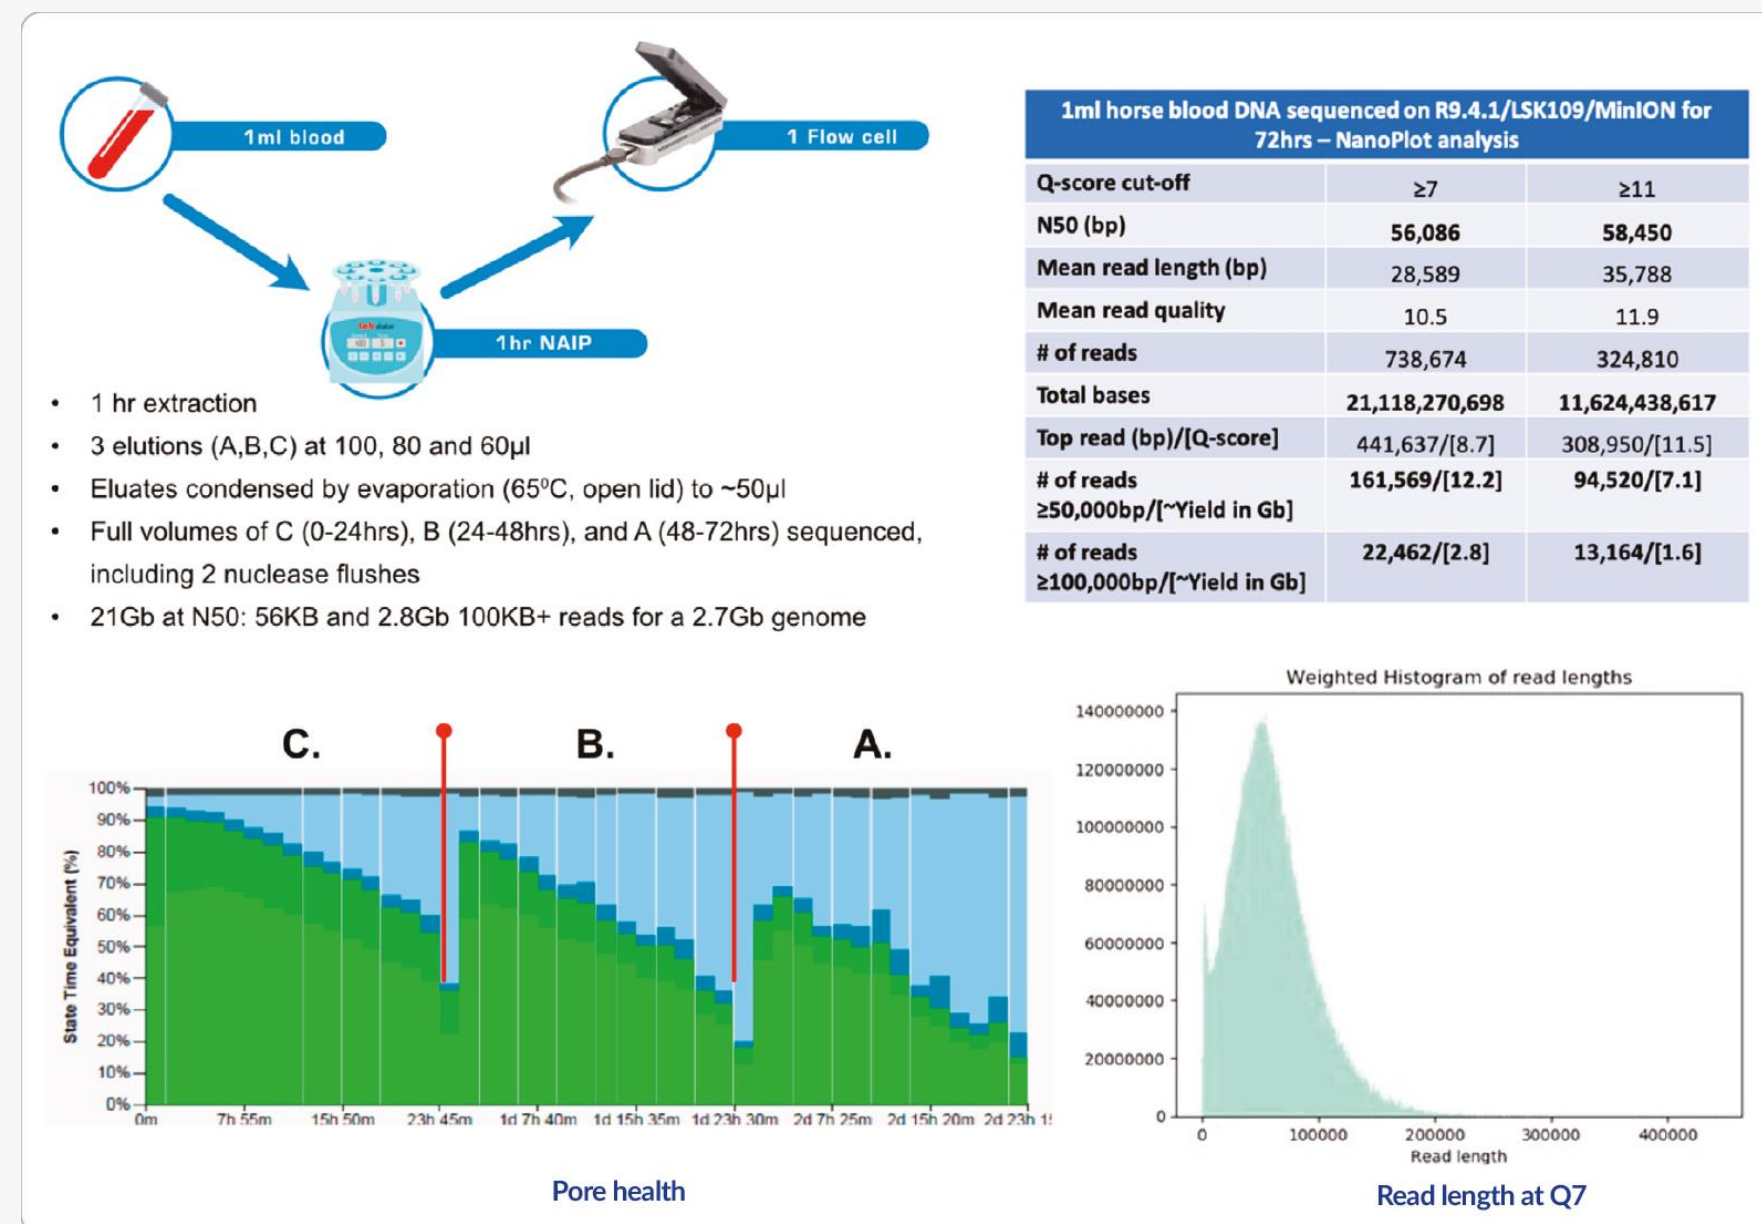 1ml blood
1 Flow cell
1hr NAIP
• 1 hr extraction
• 3 elutions (A,B,C) at 100, 80 and 60µl
• Eluates condensed by evaporation (65⁰C, open lid) to ~50µl
• Full volumes of C (0-24hrs), B (24-48hrs), and A (48-72hrs) sequenced,
including 2 nuclease flushes
• 21Gb at N50: 56KB and 2.8Gb 100KB+ reads for a 2.7Gb genome
1ml horse blood DNA sequenced on R9.4.1/LSK109/MinION for
72hrs – NanoPlot analysis
Q-score cut-off ≥7 ≥11
N50 (bp) 56,086 58,450
Mean read length (bp) 28,589 35,788
Mean read quality 10.5 11.9
# of reads 738,674 324,810
Total bases 21,118,270,698 11,624,438,617
Top read (bp)/[Q-score] 441,637/[8.7] 308,950/[11.5]
# of reads 161,569/[12.2] 94,520/[7.1]
≥50,000bp/[~Yield in Gb]
# of reads 22,462/[2.8] 13,164/[1.6]
≥100,000bp/[~Yield in Gb]
C. B. A.
State Time Equivalent (%)
100%
90%
80%
70%
60%
50%
40%
30%
20%
10%
0%
0m 7h 55m 15h 50m 23h 45m 1d 7h 40m 1d 15h 35m 1d 23h 30m 2d 7h 25m 2d 15h 20m 2d 23h
Pore health
Weighted Histogram of read lengths
140000000
120000000
100000000
80000000
60000000
40000000
20000000
0
0 100000 200000 300000 400000
Read length
Read length at Q7